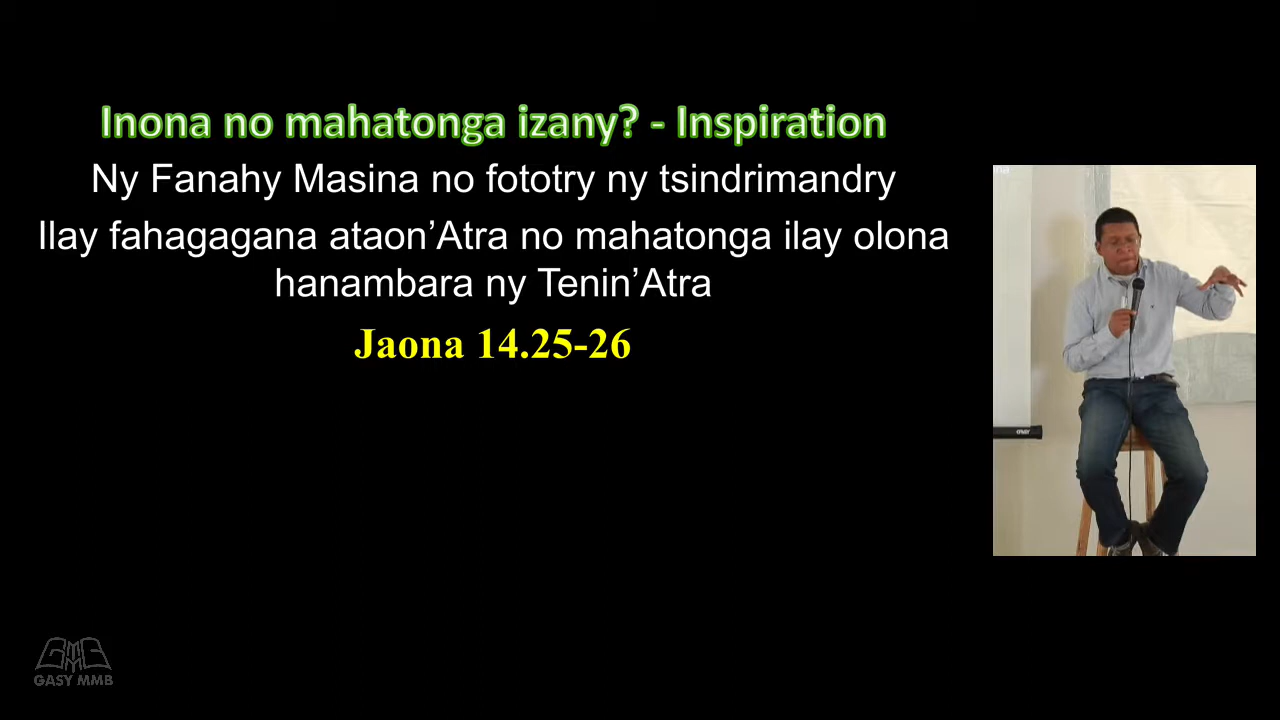 Inona no mahatonga izany? - Inspiration
Ny Fanahy Masina no fototry ny tsindrimandry
Ilay fahagagana ataon’Atra no mahatonga ilay olona
hanambara ny Tenin’Atra
Jaona 14.25-26
GASY MMB